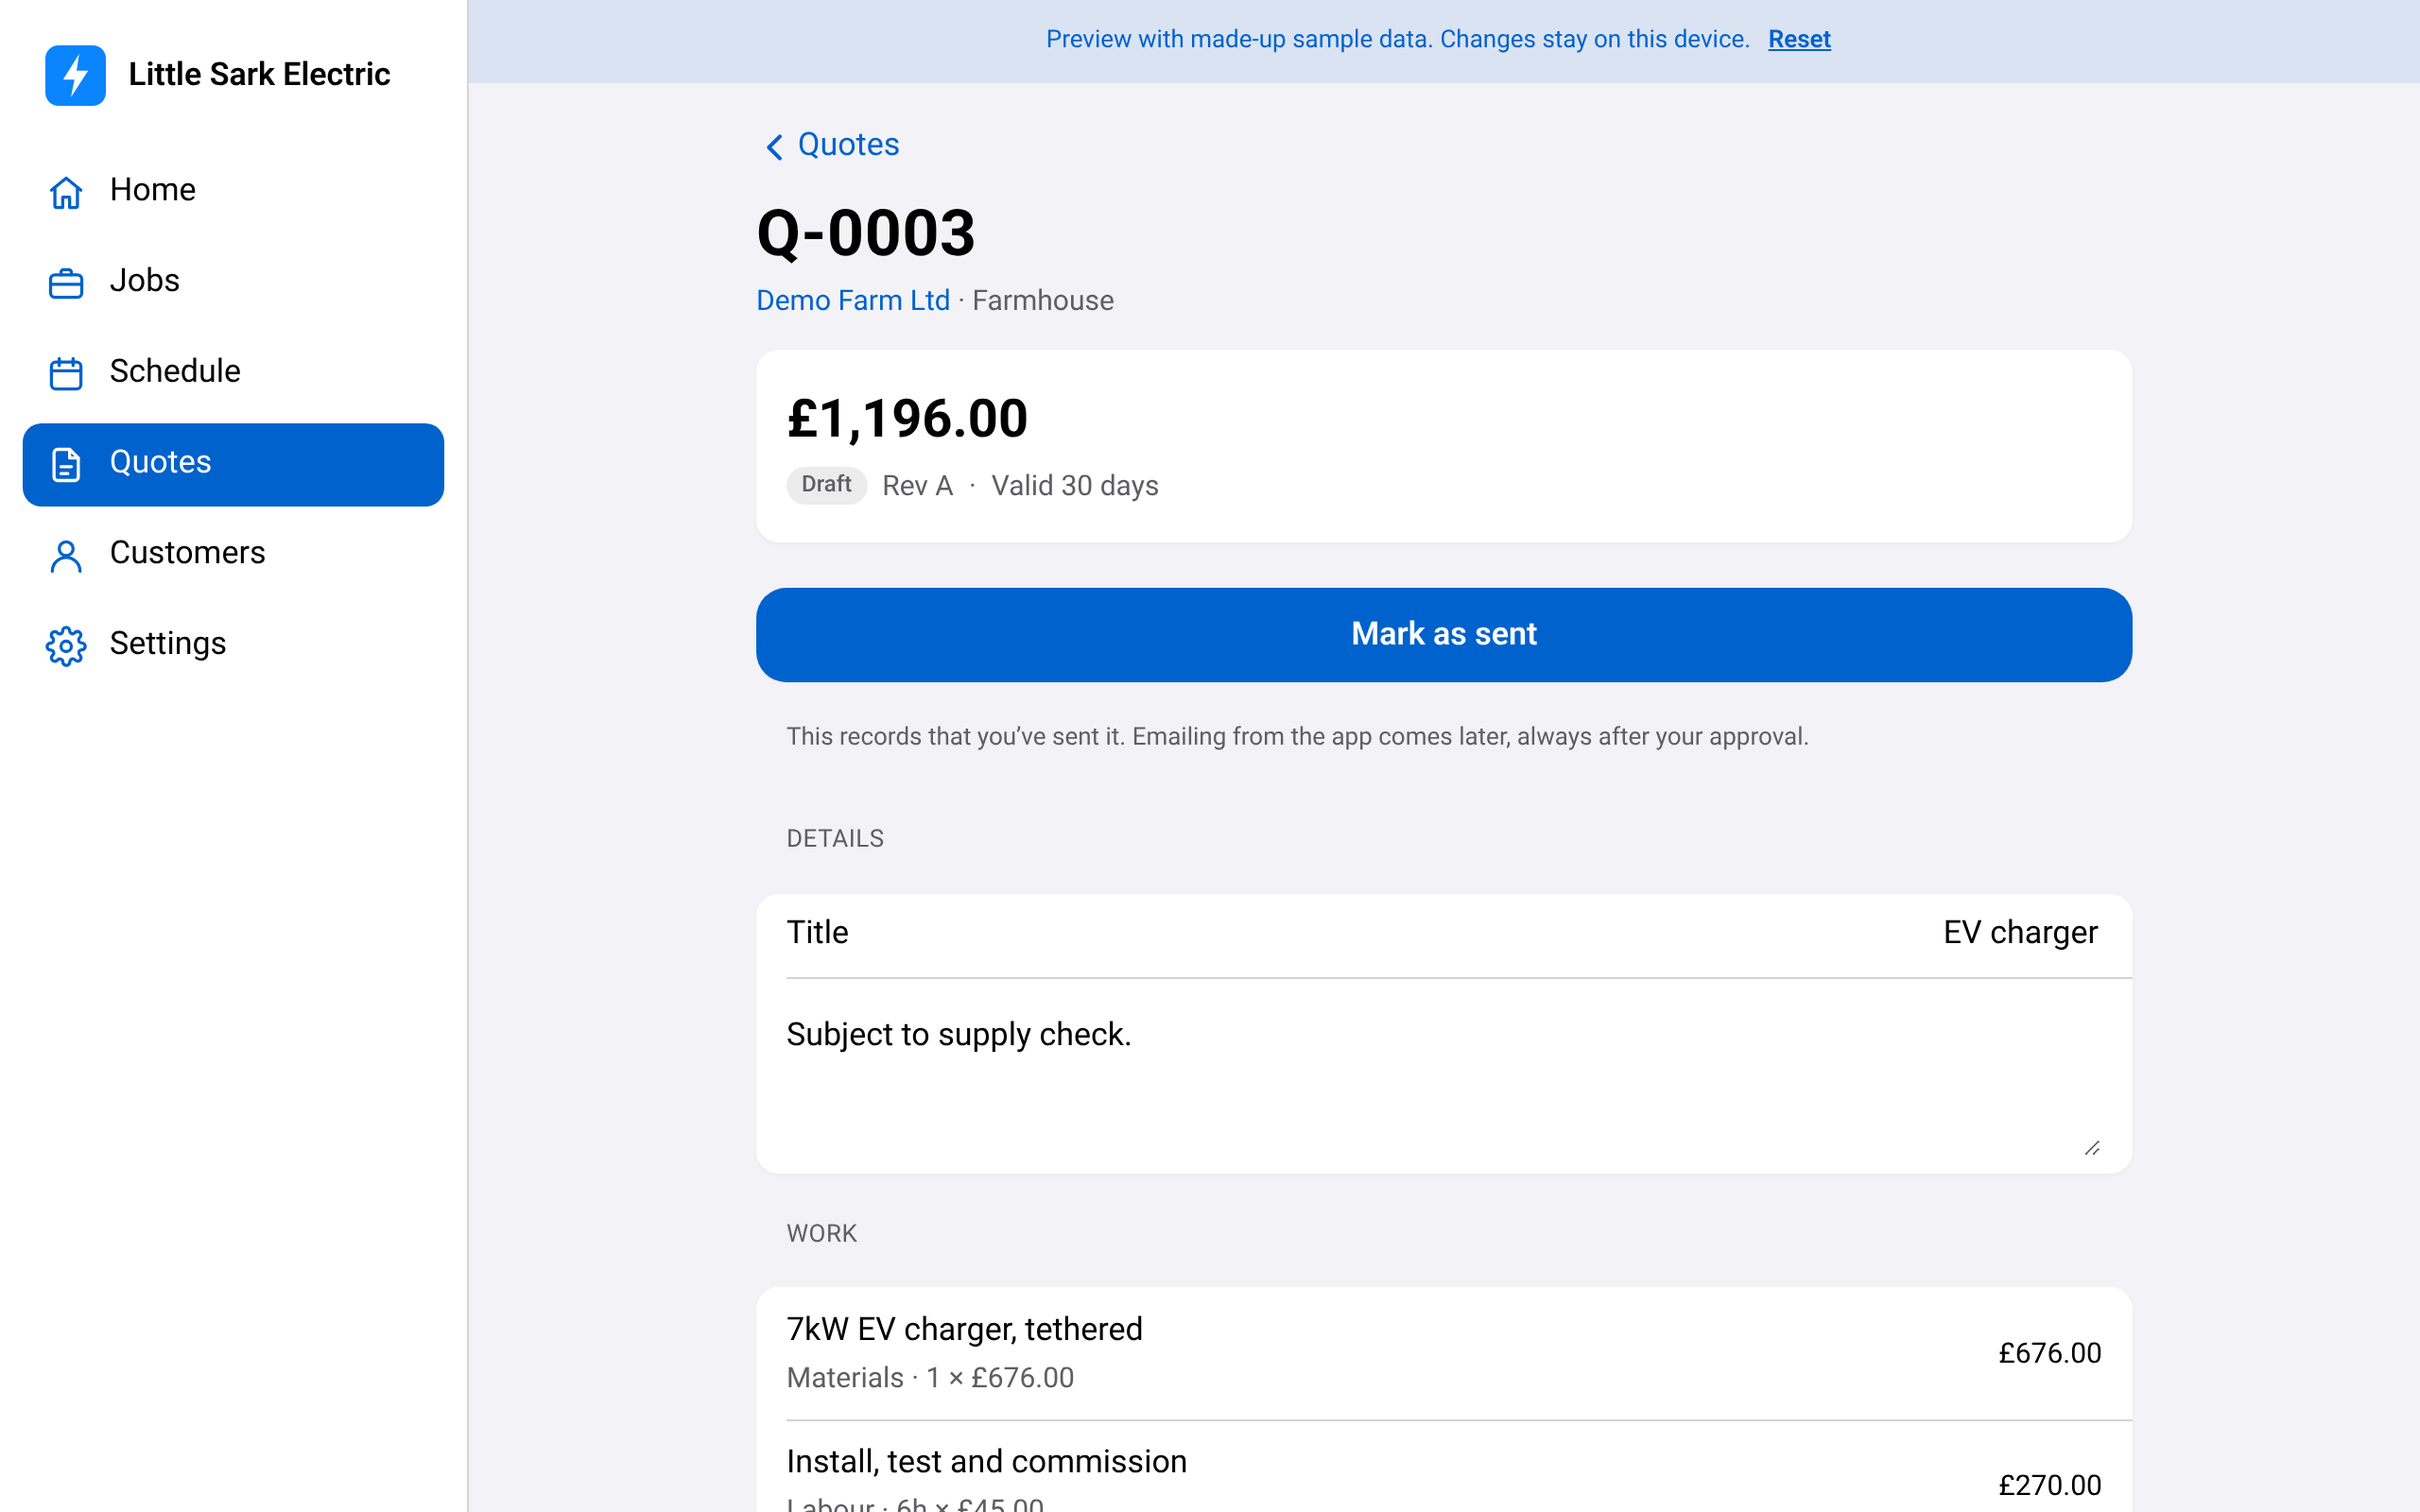 Little Sark Electric
Home
Jobs
Schedule
Quotes
Customers
Settings
Preview with made-up sample data. Changes stay on this device. Reset
Quotes
Q-0003
Demo Farm Ltd · Farmhouse
£1,196.00
Draft Rev A · Valid 30 days
Mark as sent
This records that you’ve sent it. Emailing from the app comes later, always after your approval.
DETAILS
Title EV charger
Subject to supply check.
WORK
7kW EV charger, tethered
£676.00
Materials · 1 × £676.00
Install, test and commission
£270.00
Labour · 6h × £45.00